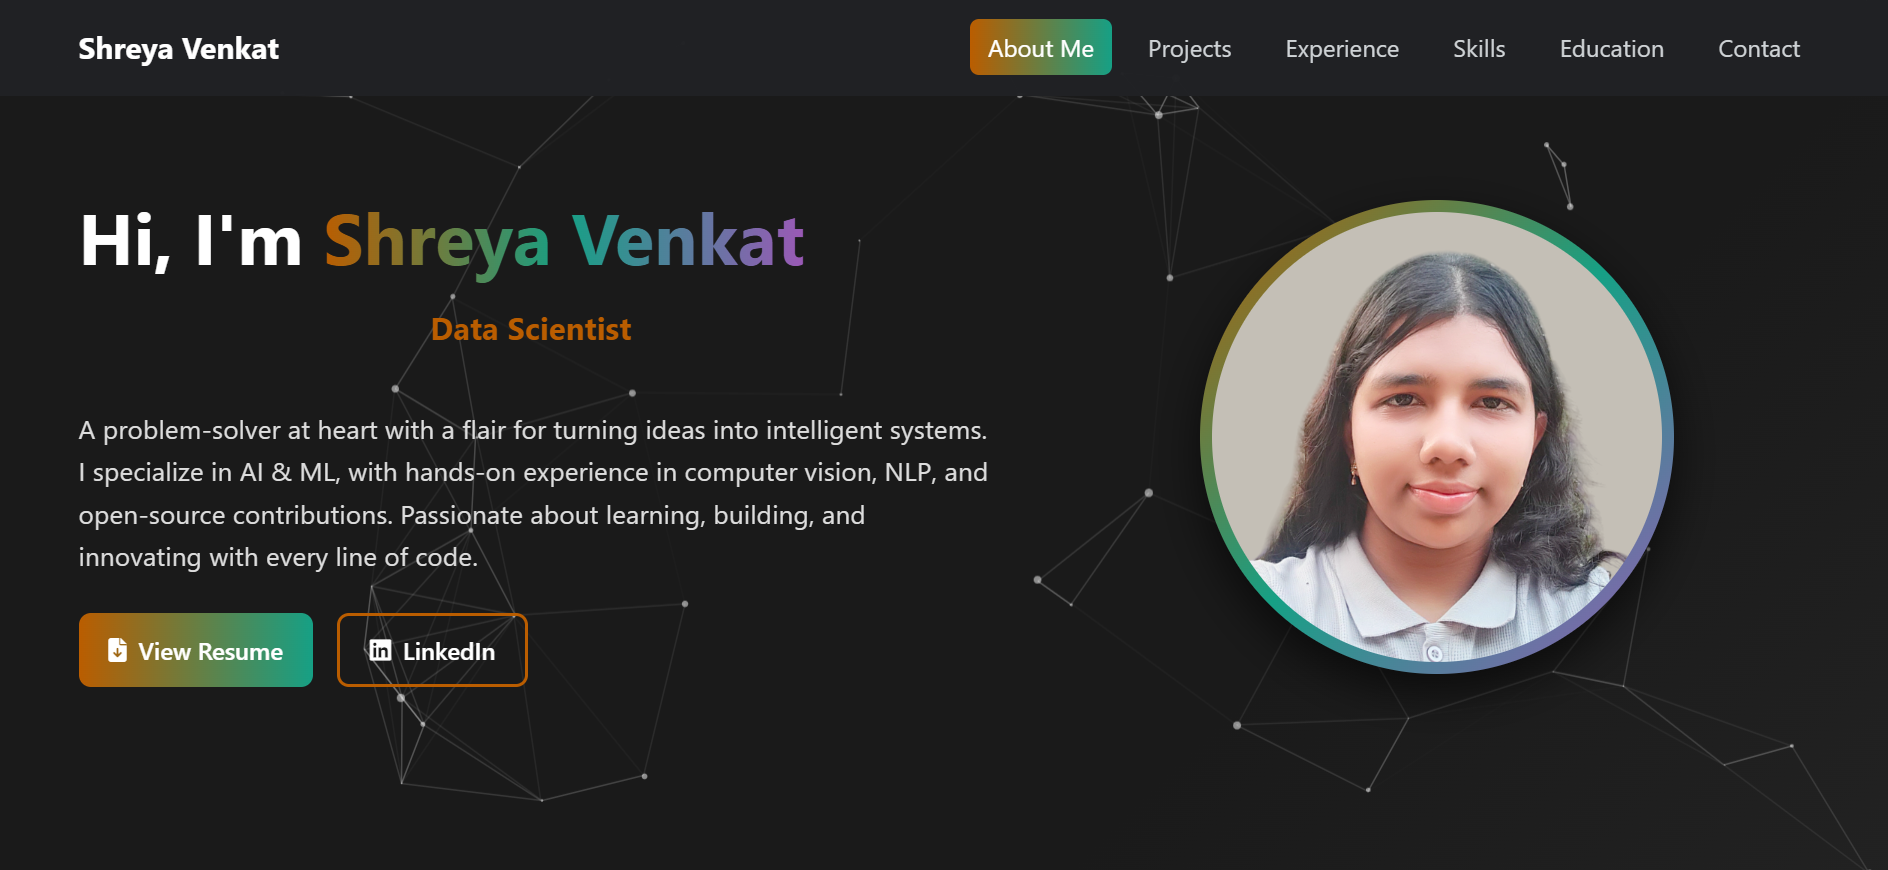 Shreya Venkat
About Me Projects Experience Skills Education Contact
Hi, I'm Shreya Venkat
Data Scientist
A problem-solver at heart with a flair for turning ideas into intelligent systems.
I specialize in AI & ML, with hands-on experience in computer vision, NLP, and
open-source contributions. Passionate about learning, building, and
innovating with every line of code.
View Resume
LinkedIn